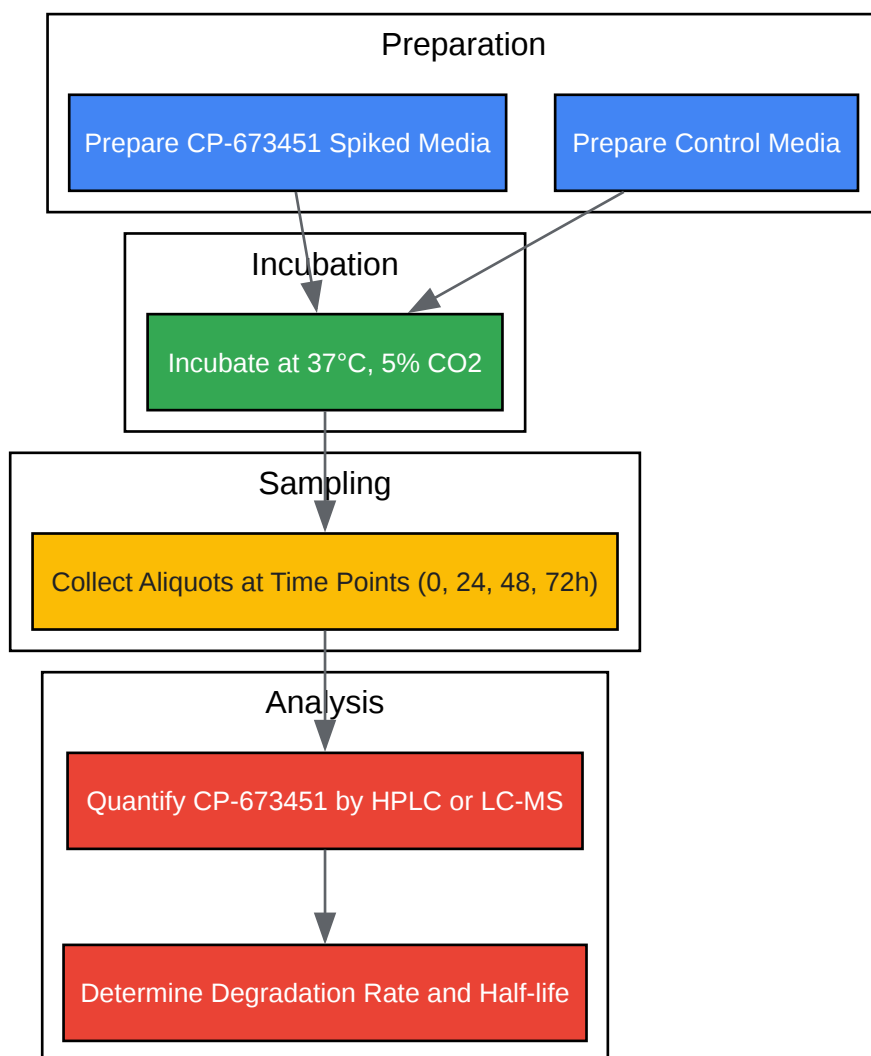 Preparation
Prepare CP-673451 Spiked Media
Prepare Control Media
Incubation
Incubate at 37°C, 5% CO2
Sampling
Collect Aliquots at Time Points (0, 24, 48, 72h)
Analysis
Quantify CP-673451 by HPLC or LC-MS
Determine Degradation Rate and Half-life